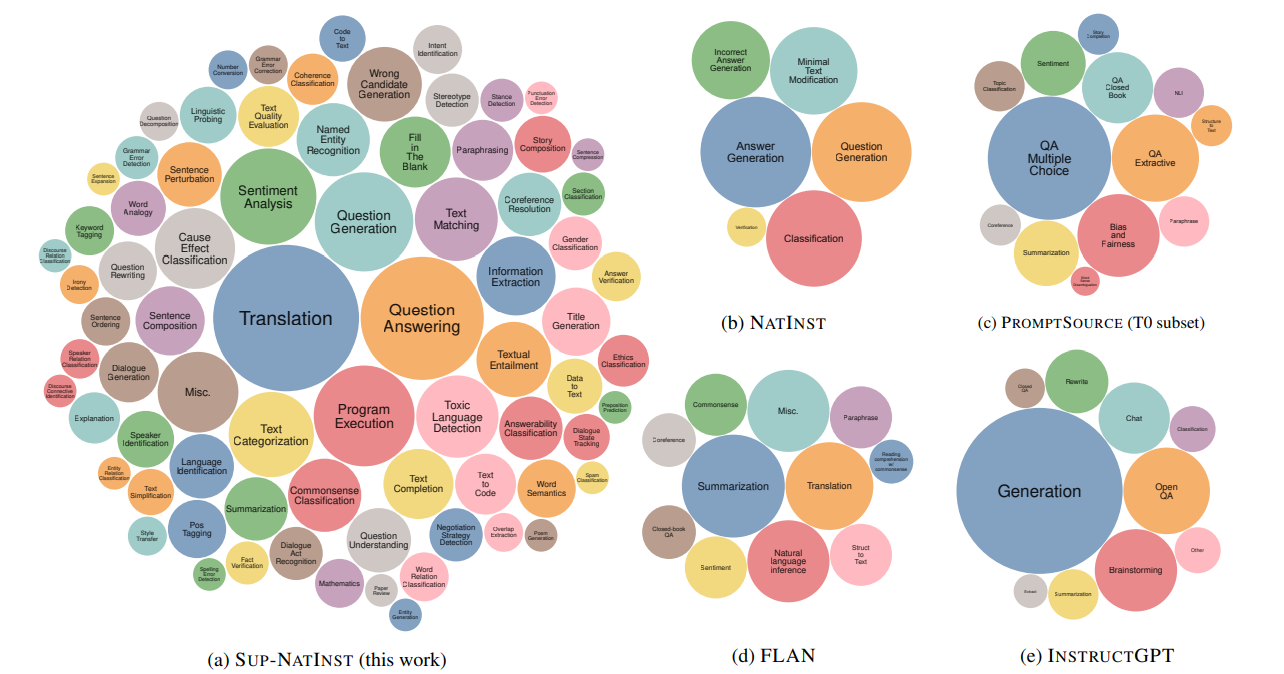 Code
to
Text
Intent
Identification
Number
Conversion
Grammar
Error
Correction
Coherence
Classification
Wrong
Candidate
Generation
Stereotype
Detection
Stance
Detection
Punctuation
Error
Detection
Question
Decomposition
Linguistic
Probing
Text
Quality
Evaluation
Named
Entity
Recognition
Fill
in
The
Blank
Paraphrasing
Story
Composition
Sentence
Compression
Grammar
Error
Detection
Sentence
Expansion
Sentence
Perturbation
Sentiment
Analysis
Question
Generation
Text
Matching
Coreference
Resolution
Section
Classification
Word
Analogy
Keyword
Tagging
Cause
Effect
Classification
Gender
Classification
Discourse
Relation
Classification
Irony
Detection
Question
Rewriting
Information
Extraction
Answer
Verification
Sentence
Ordering
Sentence
Composition
Translation
Question
Answering
Title
Generation
Speaker
Relation
Classification
Dialogue
Generation
Misc.
Textual
Entailment
Ethics
Classification
Discourse
Connective
Identification
Data
to
Text
Preposition
Prediction
Explanation
Speaker
Identification
Text
Categorization
Program
Execution
Toxic
Language
Detection
Answerability
Classification
Dialogue
State
Tracking
Entity
Relation
Classification
Language
Identification
Text
Simplification
Commonsense
Classification
Text
Completion
Text
to
Code
Word
Semantics
Spam
Classification
Style
Transfer
Pos
Tagging
Summarization
Question
Understanding
Negotiation
Strategy
Detection
Overlap
Extraction
Poem
Generation
Spelling
Error
Detection
Fact
Verification
Dialogue
Act
Recognition
Mathematics
Paper
Review
Word
Relation
Classification
Entity
Generation
(a) SUP-NATINST (this work)
Incorrect
Answer
Generation
Minimal
Text
Modification
Answer
Generation
Question
Generation
Verification
Classification
(b) NATINST
Story
Completion
Sentiment
Topic
Classification
QA
Closed
Book
NLI
Structure
to
Text
QA
Multiple
Choice
QA
Extractive
Coreference
Bias
and
Fairness
Paraphrase
Summarization
Word
Sense
Disambiguation
(c) PROMPTSOURCE (T0 subset)
Commonsense
Misc.
Paraphrase
Coreference
Reading
comprehension
w/
commonsense
Summarization
Translation
Closed-book
QA
Sentiment
Natural
language
inference
Struct
to
Text
(d) FLAN
Closed
QA
Rewrite
Chat
Classification
Generation
Open
QA
Other
Brainstorming
Extract
Summarization
(e) INSTRUCTGPT